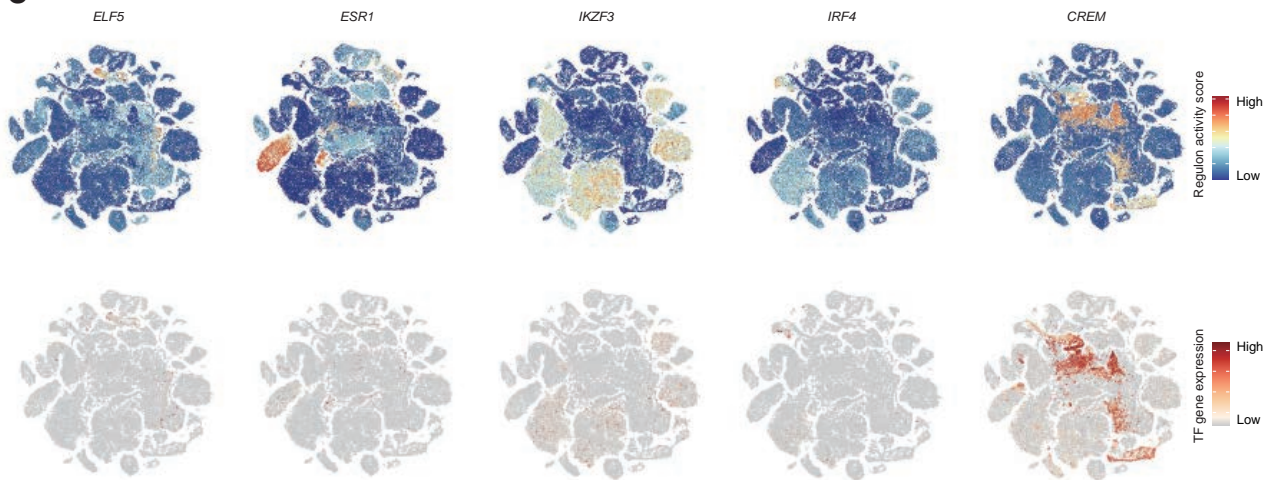 ELF5
ESR1
IKZF3
IRF4
CREM
Regulon activity score
High
Low
TF gene expression
High
Low